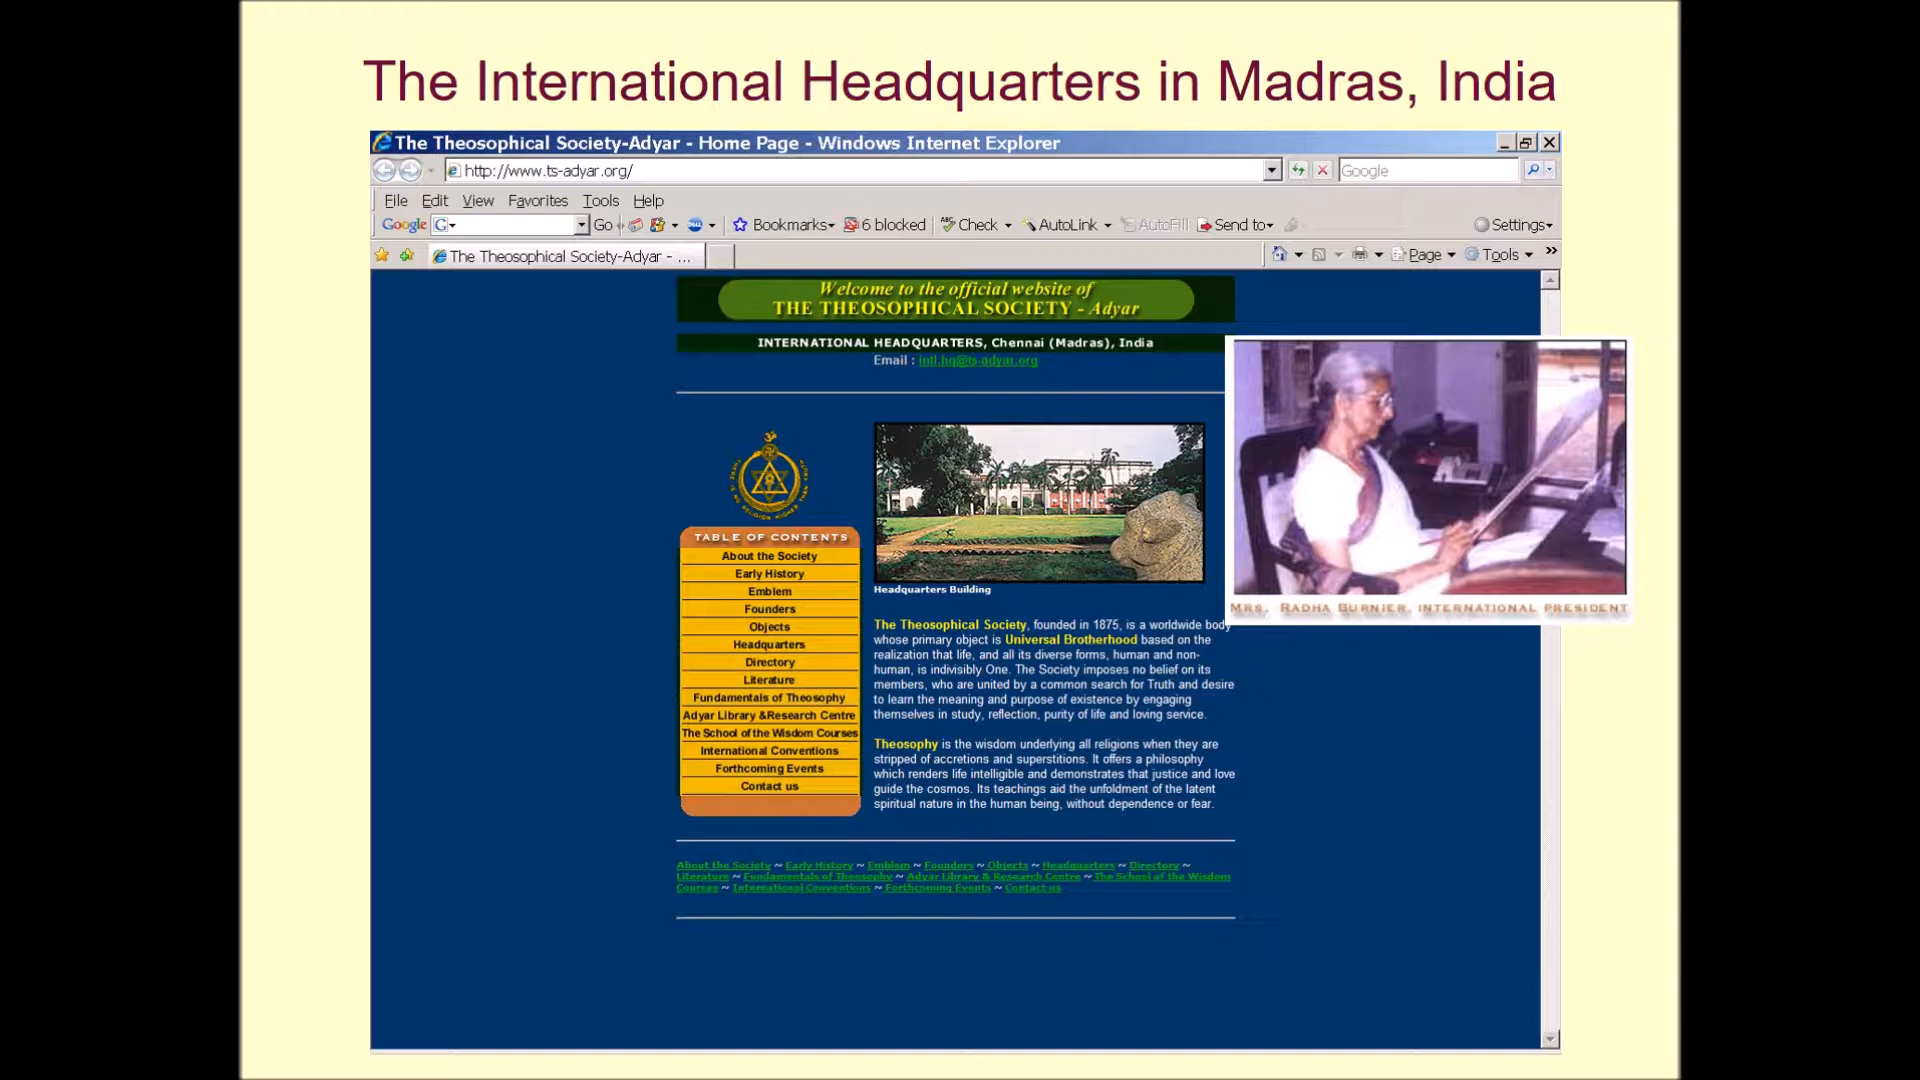 The International Headquarters in Madras, India
The Theosophical Society-Adyar - Home Page - Windows Internet Explorer
http://www.ts-adyar.org/
Google
File Edit View Favorites Tools Help
Google G Go Bookmarks 6 blocked Check AutoLink AutoFill Send to Settings
The Theosophical Society-Adyar - ...
Page Tools »
Welcome to the official website of
THE THEOSOPHICAL SOCIETY - Adyar
INTERNATIONAL HEADQUARTERS, Chennai (Madras), India
Email : intl.hq@ts-adyar.org
THERE IS NO RELIGION HIGHER THAN TRUTH
TABLE OF CONTENTS
About the Society
Early History
Emblem
Founders
Objects
Headquarters
Directory
Literature
Fundamentals of Theosophy
Adyar Library &Research Centre
The School of the Wisdom Courses
International Conventions
Forthcoming Events
Contact us
Headquarters Building
The Theosophical Society, founded in 1875, is a worldwide body
whose primary object is Universal Brotherhood based on the
realization that life, and all its diverse forms, human and non-
human, is indivisibly One. The Society imposes no belief on its
members, who are united by a common search for Truth and desire
to learn the meaning and purpose of existence by engaging
themselves in study, reflection, purity of life and loving service.
Theosophy is the wisdom underlying all religions when they are
stripped of accretions and superstitions. It offers a philosophy
which renders life intelligible and demonstrates that justice and love
guide the cosmos. Its teachings aid the unfoldment of the latent
spiritual nature in the human being, without dependence or fear.
MRS. RADHA BURNIER, INTERNATIONAL PRESIDENT
About the Society ~ Early History ~ Emblem ~ Founders ~ Objects ~ Headquarters ~ Directory ~
Literature ~ Fundamentals of Theosophy ~ Adyar Library & Research Centre ~ The School of the Wisdom
Courses ~ International Conventions ~ Forthcoming Events ~ Contact us